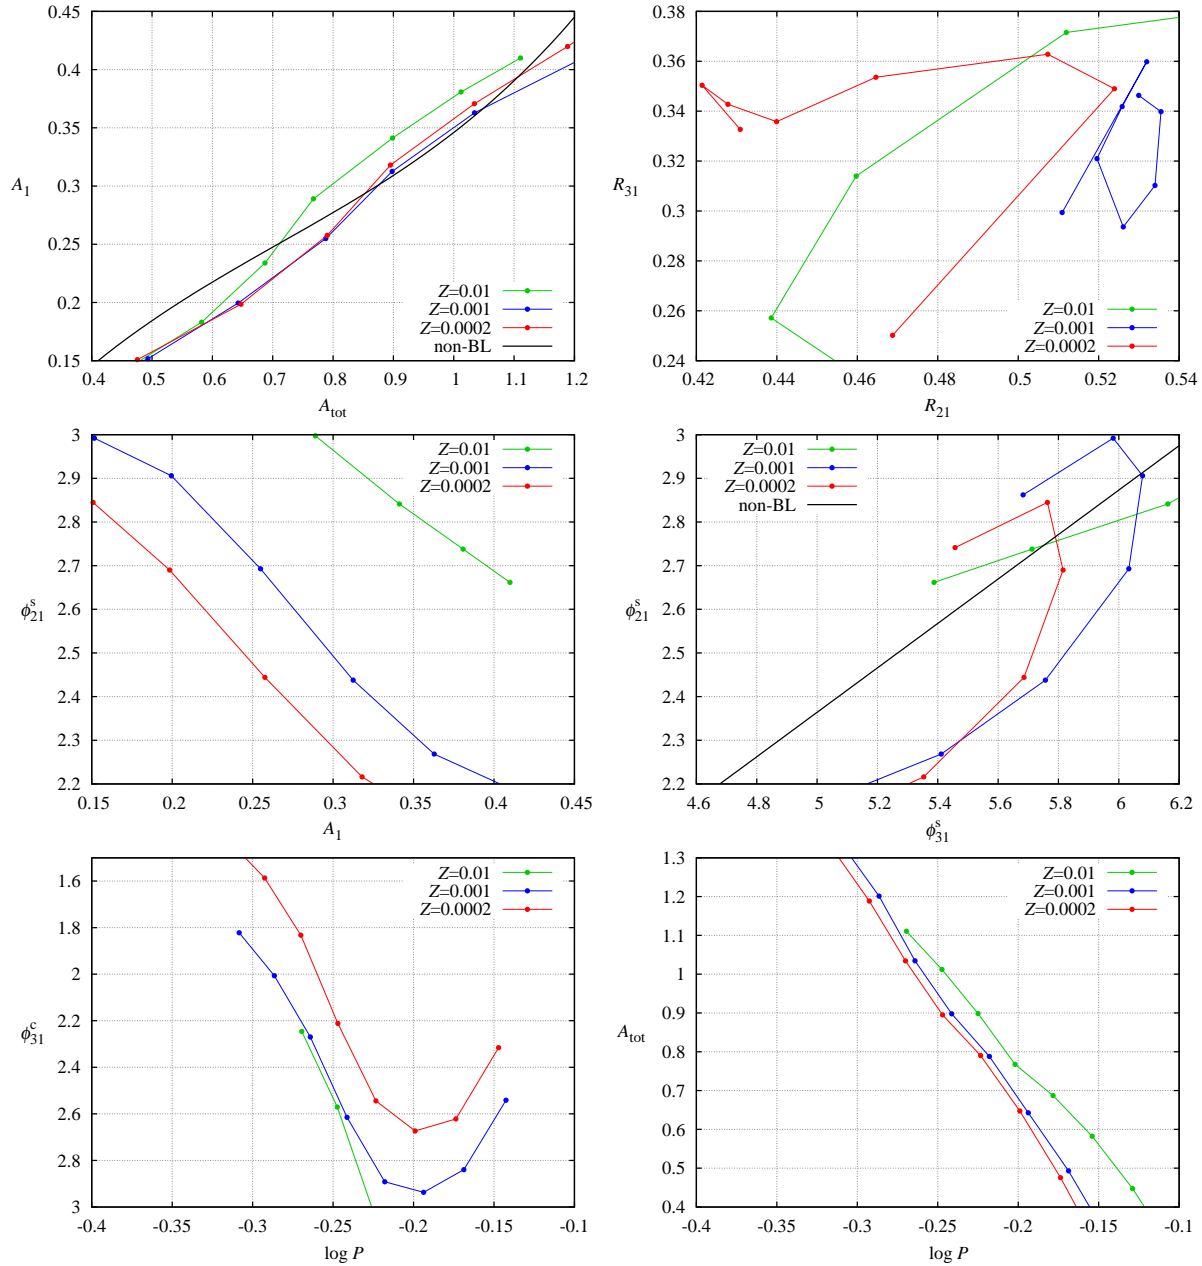 0.45
0.4
0.35
0.3
0.25
0.2
0.15
A1
Z=0.01
Z=0.001
Z=0.0002
non-BL
0.4 0.5 0.6 0.7 0.8 0.9 1 1.1 1.2
Atot
0.36
0.34
0.32
0.3
0.28
0.26
0.24
R31
Z=0.01
Z=0.001
Z=0.0002
0.42 0.44 0.46 0.48 0.5 0.52 0.54
R21
3
2.9
2.8
2.7
2.6
2.5
2.4
2.3
2.2
ϕ21^s
Z=0.01
Z=0.001
Z=0.0002
0.15 0.2 0.25 0.3 0.35 0.4 0.45
A1
3
2.9
2.8
2.7
2.6
2.5
2.4
2.3
2.2
ϕ21^s
Z=0.01
Z=0.001
Z=0.0002
non-BL
4.6 4.8 5 5.2 5.4 5.6 5.8 6 6.2
ϕ31^s
1.6
1.8
2
2.2
2.4
2.6
2.8
3
ϕ31^c
Z=0.01
Z=0.001
Z=0.0002
-0.4 -0.35 -0.3 -0.25 -0.2 -0.15 -0.1
log P
1.3
1.2
1.1
1
0.9
0.8
0.7
0.6
0.5
0.4
Atot
Z=0.01
Z=0.001
Z=0.0002
-0.4 -0.35 -0.3 -0.25 -0.2 -0.15 -0.1
log P